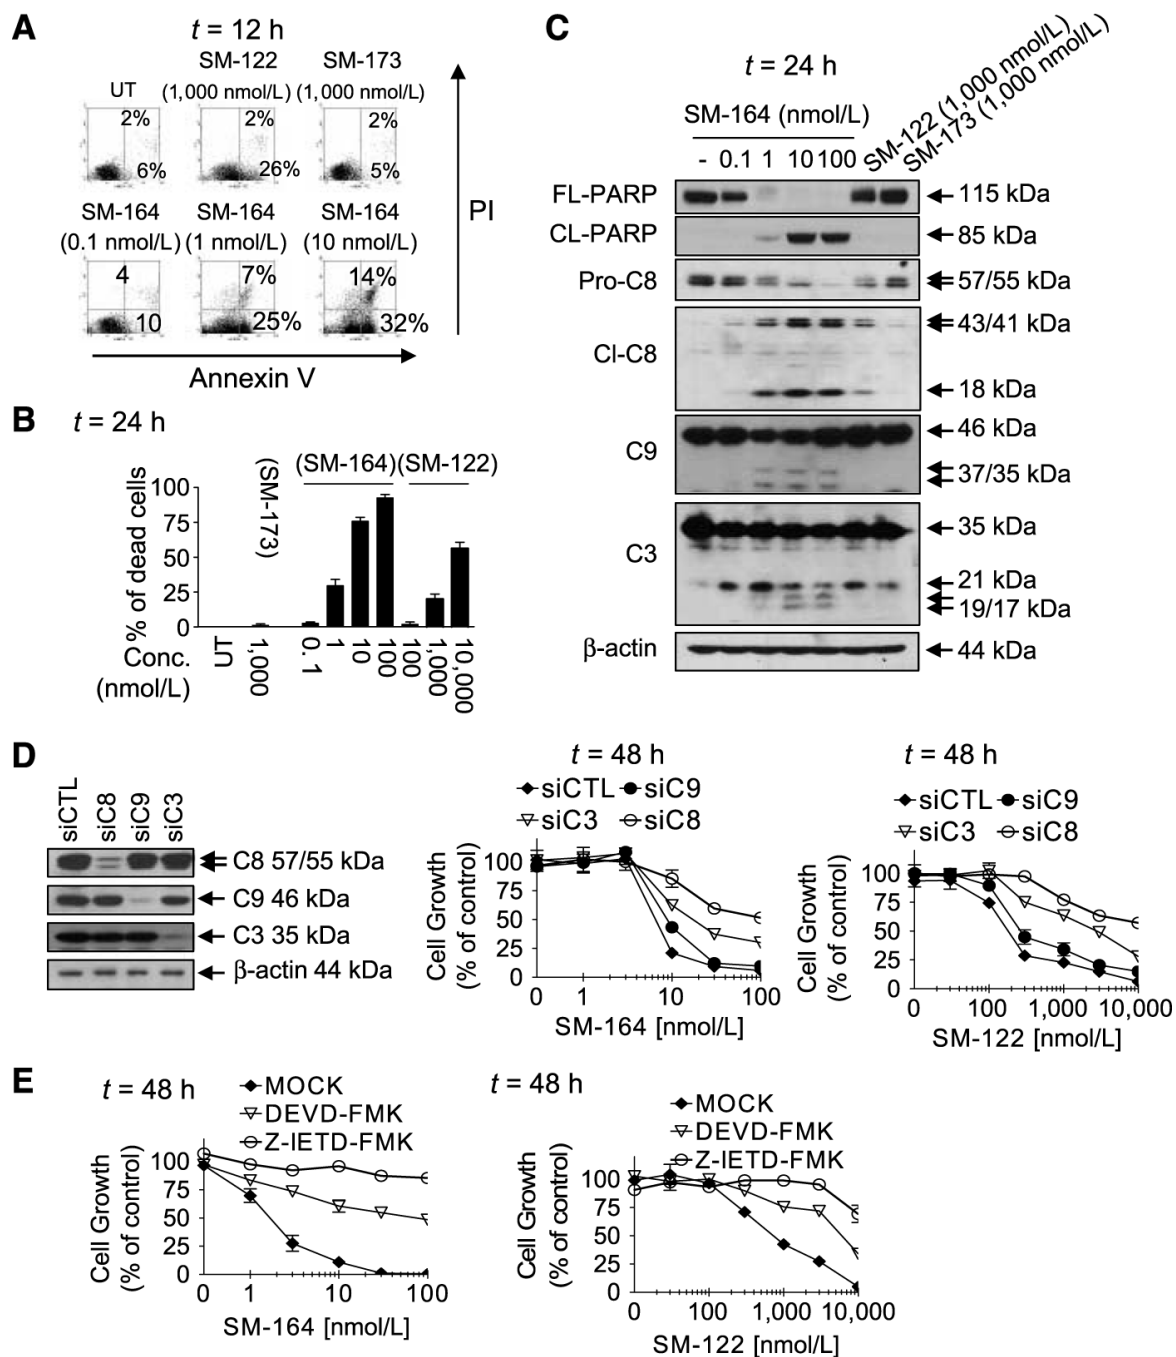 A
t = 12 h
SM-122
SM-173
UT
(1,000 nmol/L)
(1,000 nmol/L)
2%
6%
2%
26%
2%
5%
SM-164
(0.1 nmol/L)
SM-164
(1 nmol/L)
SM-164
(10 nmol/L)
4
10
7%
25%
14%
32%
PI
Annexin V
B
t = 24 h
(SM-173)
(SM-164)
(SM-122)
% of dead cells
100
75
50
25
0
Conc.
(nmol/L)
UT
1,000
0.1
1
10
100
100
1,000
10,000
C
t = 24 h
SM-164 (nmol/L)
- 0.1 1 10 100
SM-122 (1,000 nmol/L)
SM-173 (1,000 nmol/L)
FL-PARP
115 kDa
CL-PARP
85 kDa
Pro-C8
57/55 kDa
Cl-C8
43/41 kDa
18 kDa
C9
46 kDa
37/35 kDa
C3
35 kDa
21 kDa
19/17 kDa
β-actin
44 kDa
D
siCTL
siC8
siC9
siC3
C8 57/55 kDa
C9 46 kDa
C3 35 kDa
β-actin 44 kDa
t = 48 h
siCTL
siC9
siC3
siC8
Cell Growth
(% of control)
100
75
50
25
0
0 1 10 100
SM-164 [nmol/L]
t = 48 h
siCTL
siC9
siC3
siC8
Cell Growth
(% of control)
100
75
50
25
0
0 100 1,000 10,000
SM-122 [nmol/L]
E
t = 48 h
MOCK
DEVD-FMK
Z-IETD-FMK
Cell Growth
(% of control)
100
75
50
25
0
0 1 10 100
SM-164 [nmol/L]
t = 48 h
MOCK
DEVD-FMK
Z-IETD-FMK
Cell Growth
(% of control)
100
75
50
25
0
0 100 1,000 10,000
SM-122 [nmol/L]